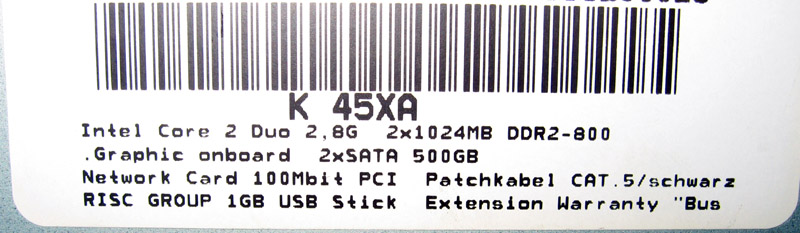 K 45XA
Intel Core 2 Duo 2,8G 2x1024MB DDR2-800
.Graphic onboard 2xSATA 500GB
Network Card 100Mbit PCI Patchkabel CAT.5/schwarz
RISC GROUP 1GB USB Stick Extension Warranty "Bus